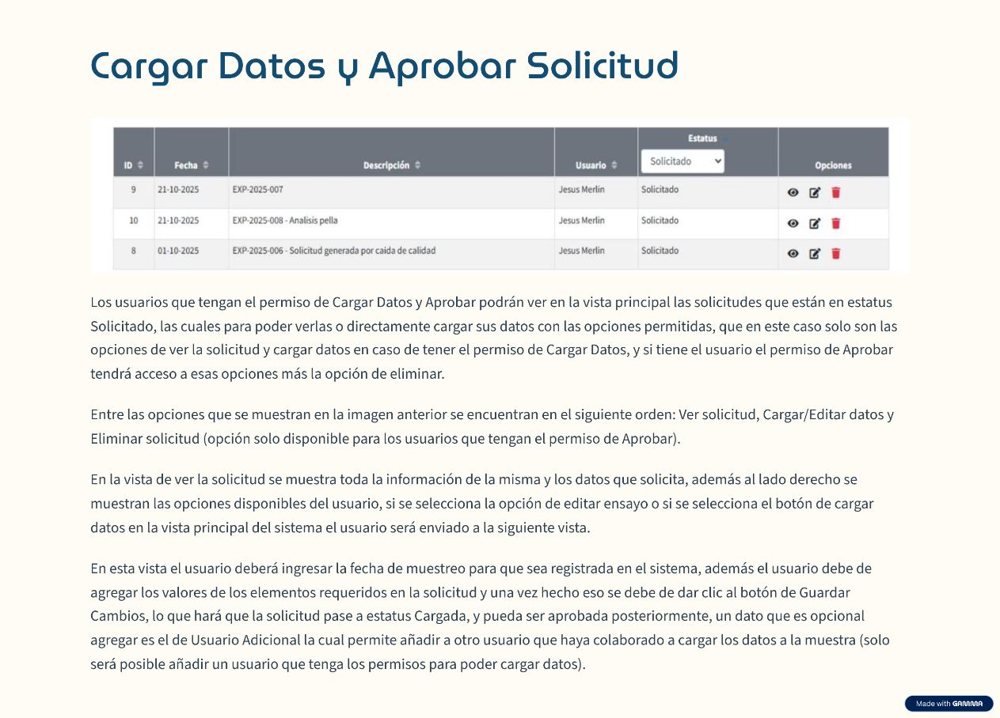 Cargar Datos y Aprobar Solicitud
Estatus
ID Fecha Descripción Usuario Solicitado Opciones
9 21-10-2025 EXP-2025-007 Jesus Merlin Solicitado
10 21-10-2025 EXP-2025-008 - Analisis pella Jesus Merlin Solicitado
8 01-10-2025 EXP-2025-006 - Solicitud generada por caida de calidad Jesus Merlin Solicitado
Los usuarios que tengan el permiso de Cargar Datos y Aprobar podrán ver en la vista principal las solicitudes que están en estatus
Solicitado, las cuales para poder verlas o directamente cargar sus datos con las opciones permitidas, que en este caso solo son las
opciones de ver la solicitud y cargar datos en caso de tener el permiso de Cargar Datos, y si tiene el usuario el permiso de Aprobar
tendrá acceso a esas opciones más la opción de eliminar.
Entre las opciones que se muestran en la imagen anterior se encuentran en el siguiente orden: Ver solicitud, Cargar/Editar datos y
Eliminar solicitud (opción solo disponible para los usuarios que tengan el permiso de Aprobar).
En la vista de ver la solicitud se muestra toda la información de la misma y los datos que solicita, además al lado derecho se
muestran las opciones disponibles del usuario, si se selecciona la opción de editar ensayo o si se selecciona el botón de cargar
datos en la vista principal del sistema el usuario será enviado a la siguiente vista.
En esta vista el usuario deberá ingresar la fecha de muestreo para que sea registrada en el sistema, además el usuario debe de
agregar los valores de los elementos requeridos en la solicitud y una vez hecho eso se debe de dar clic al botón de Guardar
Cambios, lo que hará que la solicitud pase a estatus Cargada, y pueda ser aprobada posteriormente, un dato que es opcional
agregar es el de Usuario Adicional la cual permite añadir a otro usuario que haya colaborado a cargar los datos a la muestra (solo
será posible añadir un usuario que tenga los permisos para poder cargar datos).
Made with GAMMA